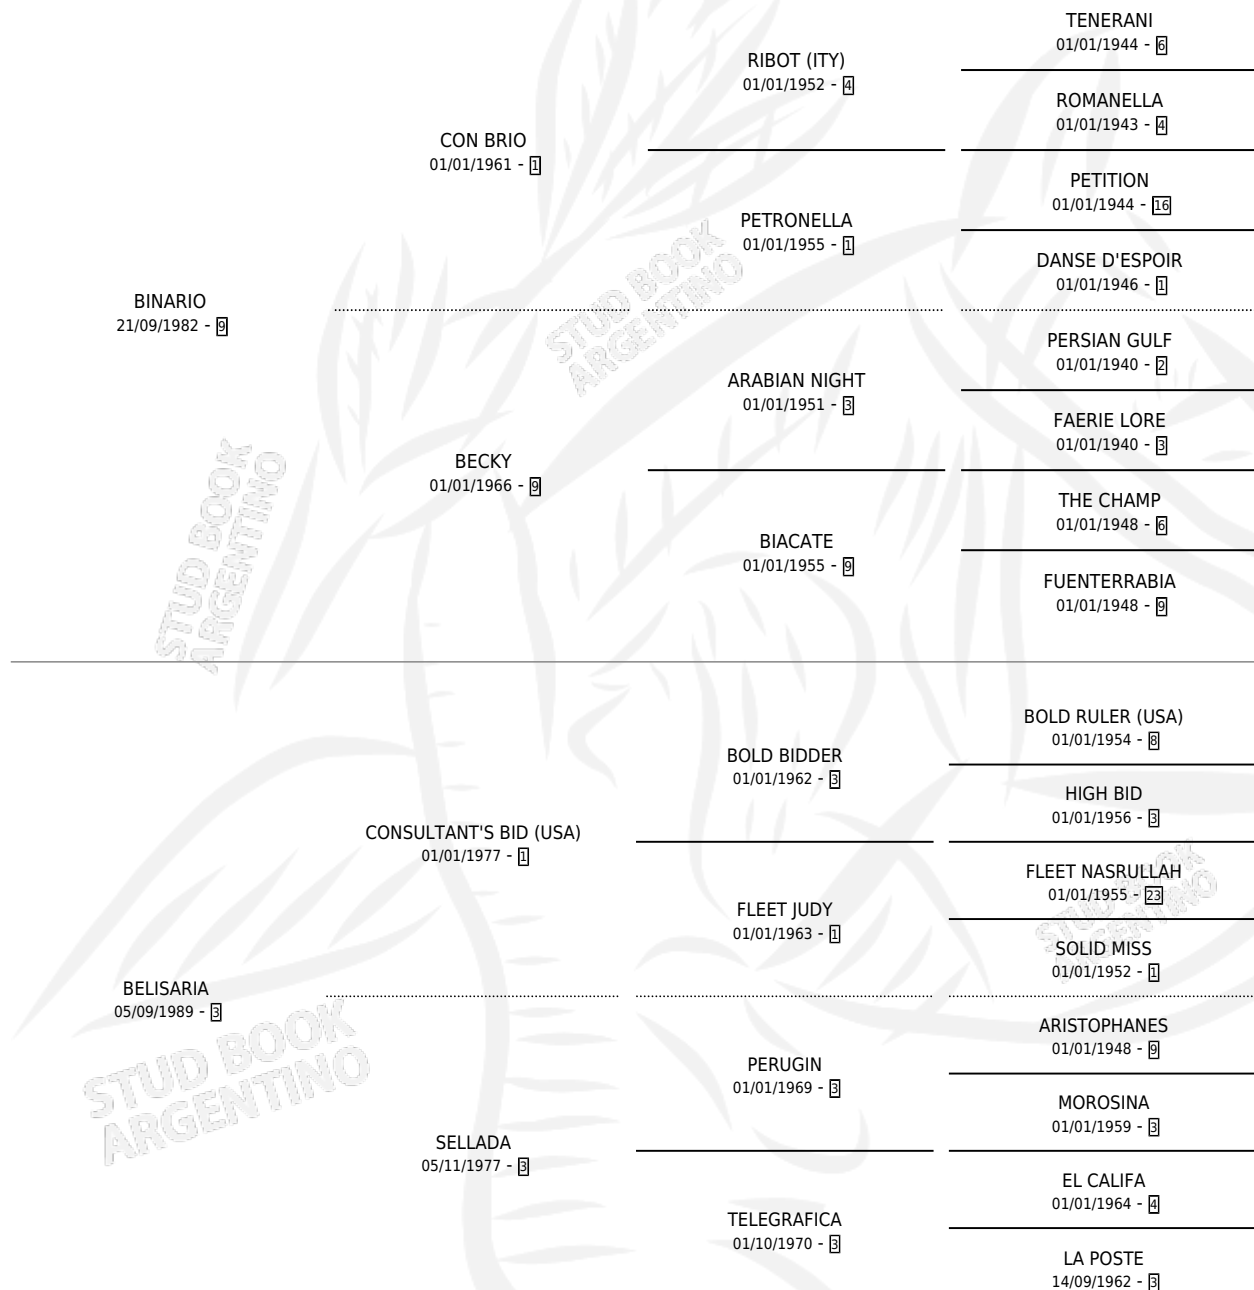 TENERANI
01/01/1944 - 6
RIBOT (ITY)
01/01/1952 - 4
ROMANELLA
01/01/1943 - 4
CON BRIO
01/01/1961 - 1
PETITION
01/01/1944 - 16
PETRONELLA
01/01/1955 - 1
DANSE D'ESPOIR
01/01/1946 - 1
BINARIO
21/09/1982 - 9
PERSIAN GULF
01/01/1940 - 2
ARABIAN NIGHT
01/01/1951 - 3
FAERIE LORE
01/01/1940 - 3
BECKY
01/01/1966 - 9
THE CHAMP
01/01/1948 - 6
BIACATE
01/01/1955 - 9
FUENTERRABIA
01/01/1948 - 9
BOLD RULER (USA)
01/01/1954 - 8
BOLD BIDDER
01/01/1962 - 3
HIGH BID
01/01/1956 - 3
CONSULTANT'S BID (USA)
01/01/1977 - 1
FLEET NASRULLAH
01/01/1955 - 23
FLEET JUDY
01/01/1963 - 1
SOLID MISS
01/01/1952 - 1
BELISARIA
05/09/1989 - 3
ARISTOPHANES
01/01/1948 - 9
PERUGIN
01/01/1969 - 3
MOROSINA
01/01/1959 - 3
SELLADA
05/11/1977 - 3
EL CALIFA
01/01/1964 - 4
TELEGRAFICA
01/10/1970 - 3
LA POSTE
14/09/1962 - 3
STUD BOOK
ARGENTINO
STUD BOOK
ARGENTINO
STUD BOOK
ARGENTINO
STUD BOOK
ARGENTINO